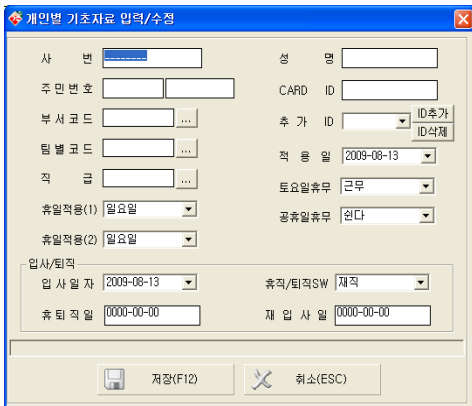 개인별 기초자료 입력/수정
사 번 --------
성 명
주민번호
CARD ID
부서코드 ...
추 가 ID
ID추가
ID삭제
팀별코드 ...
적 용 일 2009-08-13
직 급 ...
토요일휴무 근무
휴일적용(1) 일요일
공휴일휴무 쉰다
휴일적용(2) 일요일
입사/퇴직
입사일자 2009-08-13
휴직/퇴직SW 재직
휴퇴직일 0000-00-00
재 입 사 일 0000-00-00
저장(F12)
취소(ESC)